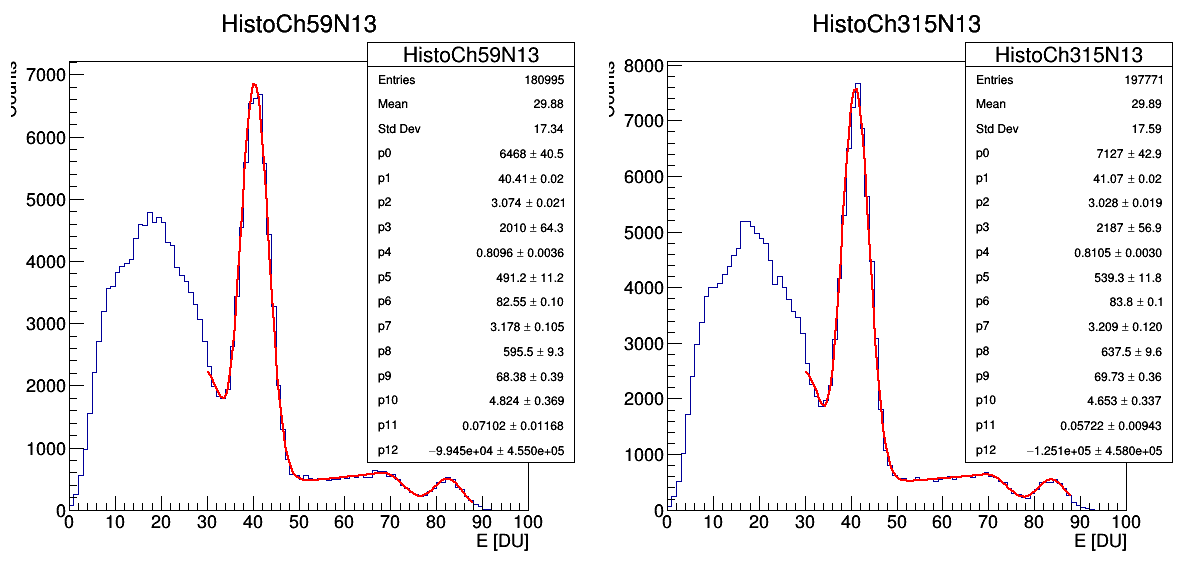 HistoCh59N13
HistoCh59N13
Entries 180995
Mean 29.88
Std Dev 17.34
p0 6468 ± 40.5
p1 40.41 ± 0.02
p2 3.074 ± 0.021
p3 2010 ± 64.3
p4 0.8096 ± 0.0036
p5 491.2 ± 11.2
p6 82.55 ± 0.10
p7 3.178 ± 0.105
p8 595.5 ± 9.3
p9 68.38 ± 0.39
p10 4.824 ± 0.369
p11 0.07102 ± 0.01168
p12 −9.945e+04 ± 4.550e+05
7000
6000
5000
4000
3000
2000
1000
0
0 10 20 30 40 50 60 70 80 90 100
E [DU]
HistoCh315N13
HistoCh315N13
Entries 197771
Mean 29.89
Std Dev 17.59
p0 7127 ± 42.9
p1 41.07 ± 0.02
p2 3.028 ± 0.019
p3 2187 ± 56.9
p4 0.8105 ± 0.0030
p5 539.3 ± 11.8
p6 83.8 ± 0.1
p7 3.209 ± 0.120
p8 637.5 ± 9.6
p9 69.73 ± 0.36
p10 4.653 ± 0.337
p11 0.05722 ± 0.00943
p12 −1.251e+05 ± 4.580e+05
8000
7000
6000
5000
4000
3000
2000
1000
0
0 10 20 30 40 50 60 70 80 90 100
E [DU]